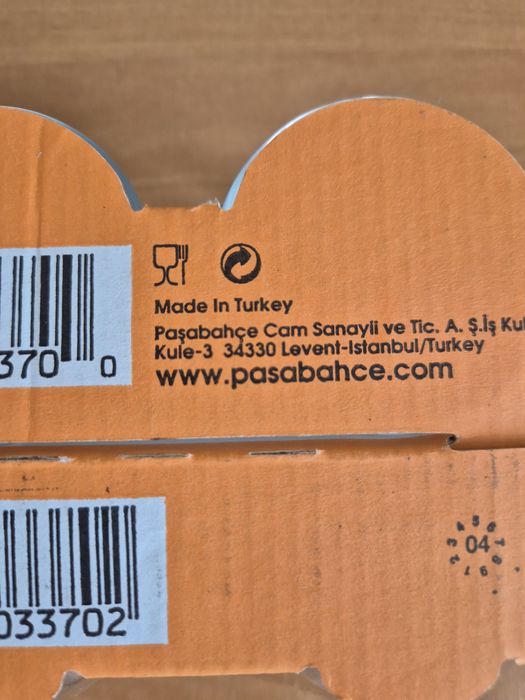 370 0
Made In Turkey
Paşabahçe Cam Sanayii ve Tic. A. Ş.İş Kul
Kule-3 34330 Levent-Istanbul/Turkey
www.pasabahce.com
033702
04